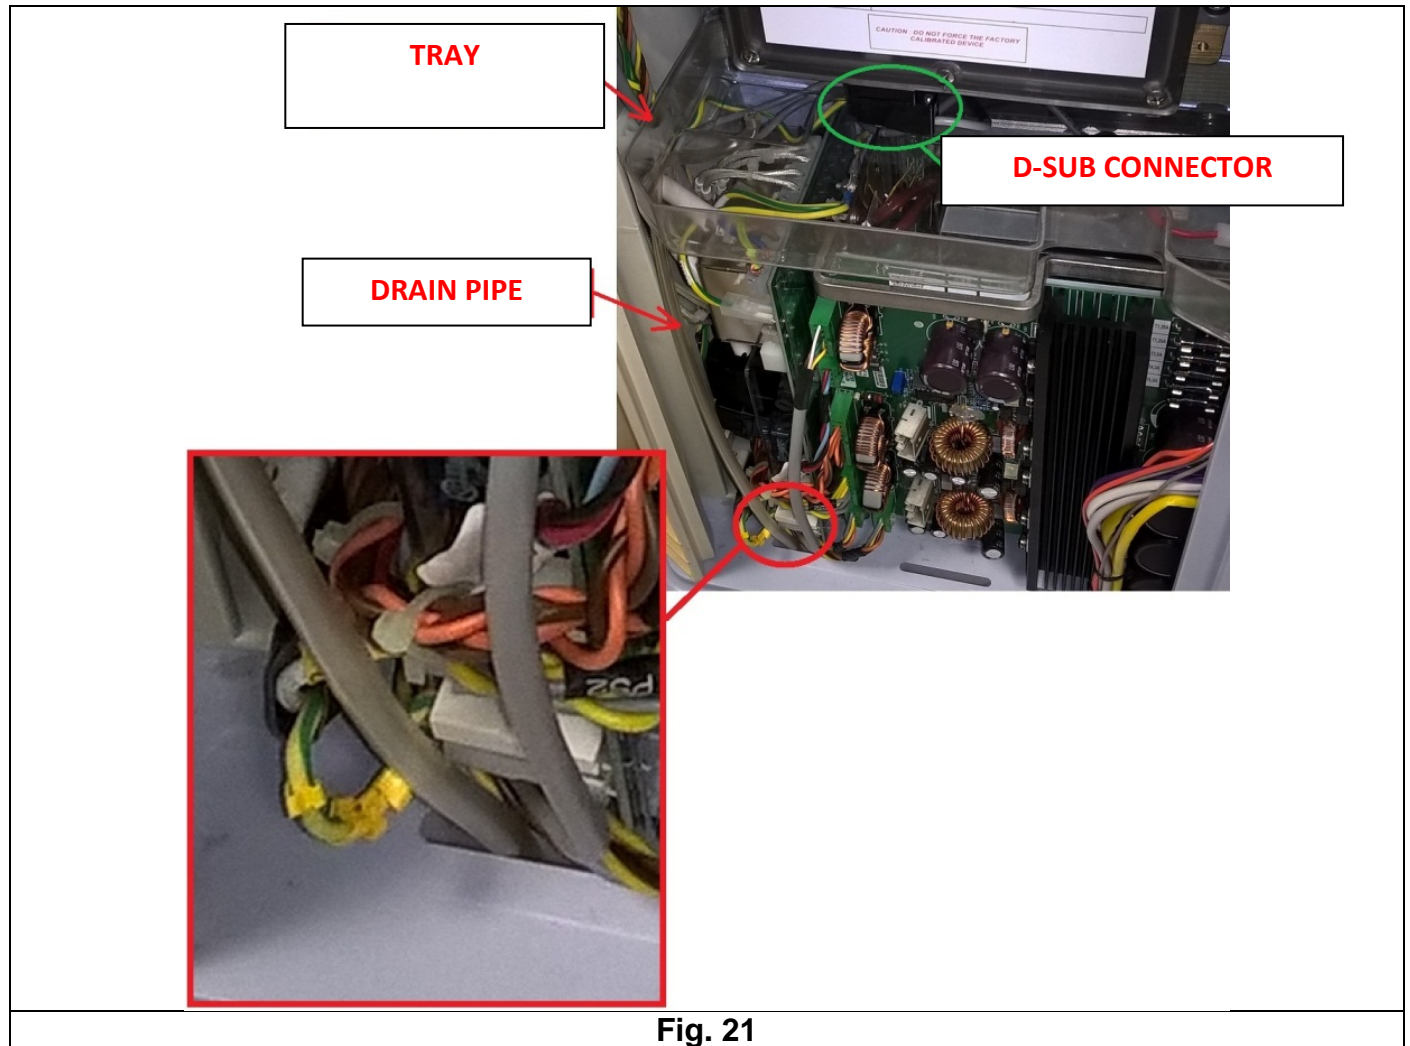 TRAY
CAUTION : DO NOT FORCE THE FACTORY
CALIBRATED DEVICE
D-SUB CONNECTOR
DRAIN PIPE
PS2
Fig. 21